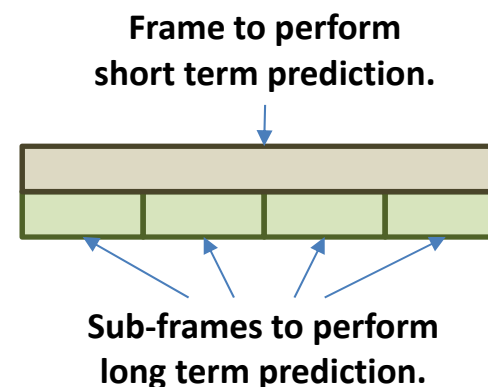 Frame to perform
short term prediction.
Sub-frames to perform
long term prediction.